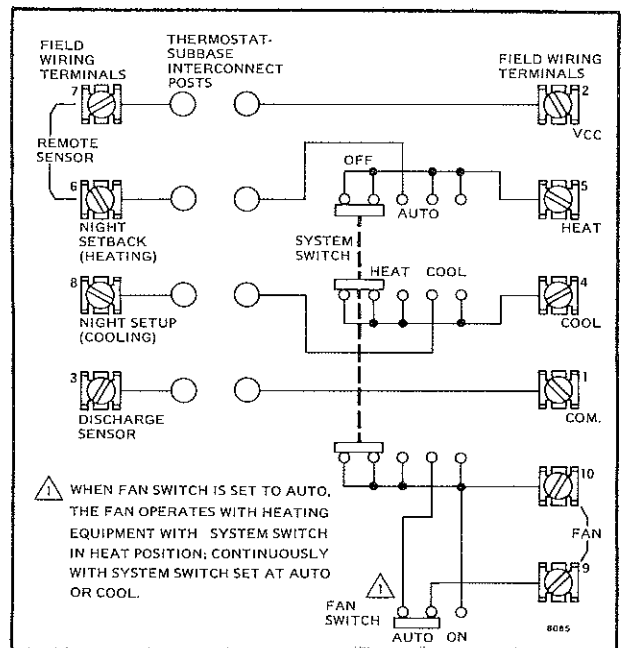 FIELD
WIRING
TERMINALS
THERMOSTAT-
SUBBASE
INTERCONNECT
POSTS
FIELD WIRING
TERMINALS
7
2
VCC
REMOTE
SENSOR
OFF
6
AUTO
5
NIGHT
SETBACK
(HEATING)
HEAT
SYSTEM
SWITCH
HEAT COOL
8
4
NIGHT SETUP
(COOLING)
COOL
3
1
DISCHARGE
SENSOR
COM.
1 WHEN FAN SWITCH IS SET TO AUTO,
THE FAN OPERATES WITH HEATING
EQUIPMENT WITH SYSTEM SWITCH
IN HEAT POSITION; CONTINUOUSLY
WITH SYSTEM SWITCH SET AT AUTO
OR COOL.
10
FAN
9
1
FAN
SWITCH
AUTO ON
8085